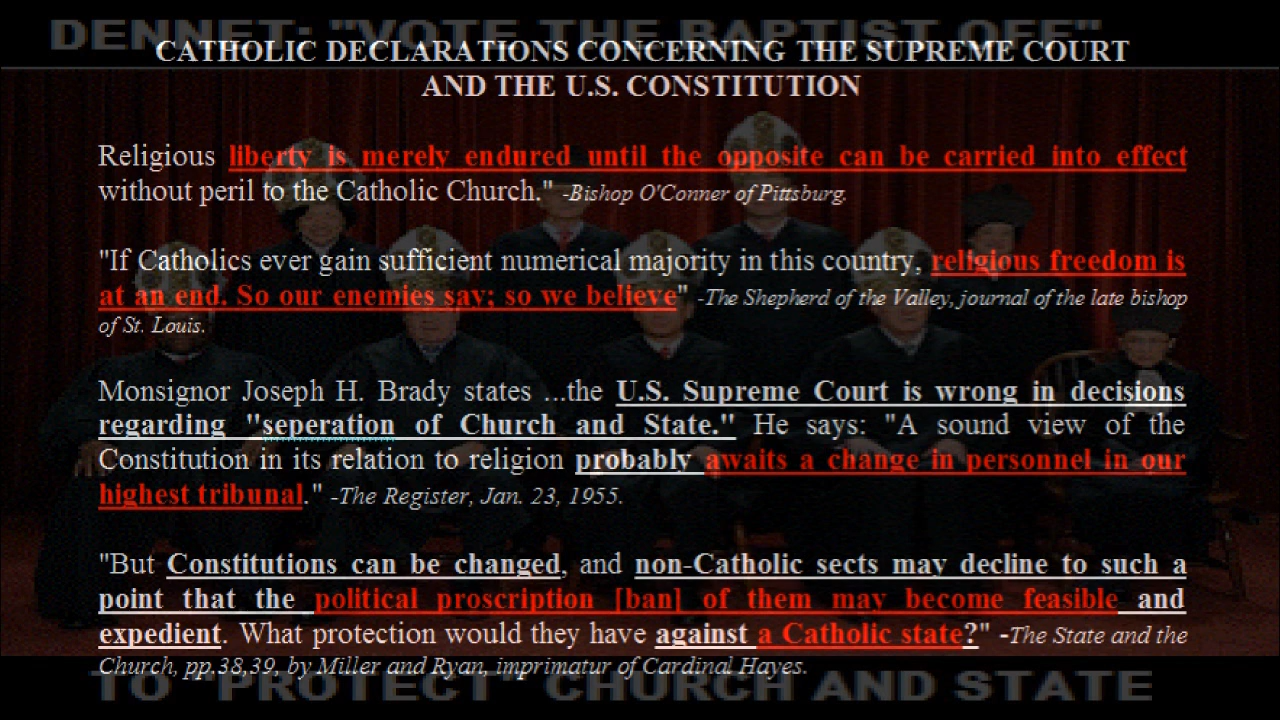 DENNET: "VOTE THE BAPTIST OFF"
CATHOLIC DECLARATIONS CONCERNING THE SUPREME COURT
AND THE U.S. CONSTITUTION
Religious liberty is merely endured until the opposite can be carried into effect
without peril to the Catholic Church." -Bishop O'Conner of Pittsburg.
"If Catholics ever gain sufficient numerical majority in this country, religious freedom is
at an end. So our enemies say; so we believe" -The Shepherd of the Valley, journal of the late bishop
of St. Louis.
Monsignor Joseph H. Brady states ...the U.S. Supreme Court is wrong in decisions
regarding "seperation of Church and State." He says: "A sound view of the
Constitution in its relation to religion probably awaits a change in personnel in our
highest tribunal." -The Register, Jan. 23, 1955.
"But Constitutions can be changed, and non-Catholic sects may decline to such a
point that the political proscription [ban] of them may become feasible and
expedient. What protection would they have against a Catholic state?" -The State and the
Church, pp.38,39, by Miller and Ryan, imprimatur of Cardinal Hayes.
TO "PROTECT" CHURCH AND STATE